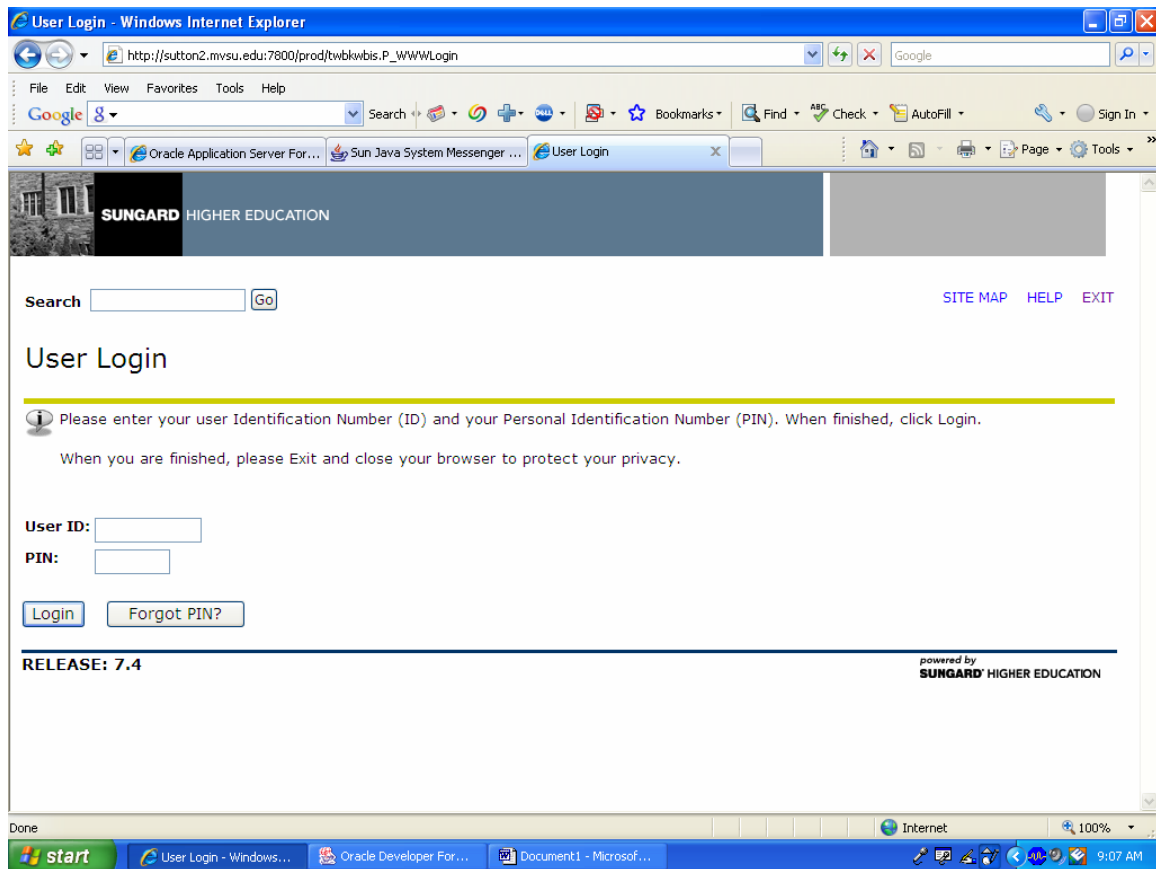 User Login - Windows Internet Explorer
http://sutton2.mvsu.edu:7800/prod/twbkwbis.P_WWWLogin
Google
File Edit View Favorites Tools Help
Google Search Bookmarks Find ABC Check AutoFill Sign In
Oracle Application Server For... Sun Java System Messenger ... User Login Page Tools
SUNGARD HIGHER EDUCATION
Search Go SITE MAP HELP EXIT
User Login
Please enter your user Identification Number (ID) and your Personal Identification Number (PIN). When finished, click Login.
When you are finished, please Exit and close your browser to protect your privacy.
User ID:
PIN:
Login Forgot PIN?
RELEASE: 7.4
powered by
SUNGARD HIGHER EDUCATION
Done Internet 100%
start User Login - Windows... Oracle Developer For... Document1 - Microsof... 9:07 AM